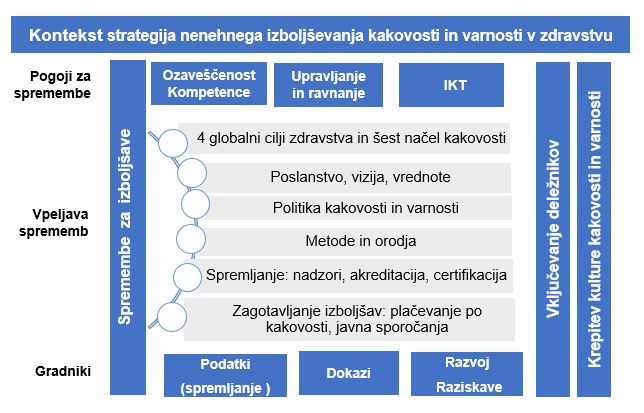 Kontekst strategija nenehnega izboljševanja kakovosti in varnosti v zdravstvu
Pogoji za
spremembe
Ozaveščenost
Kompetence
Upravljanje
in ravnanje
IKT
Spremembe za izboljšave
Vpeljava
sprememb
4 globalni cilji zdravstva in šest načel kakovosti
Poslanstvo, vizija, vrednote
Politika kakovosti in varnosti
Metode in orodja
Spremljanje: nadzori, akreditacija, certifikacija
Zagotavljanje izboljšav: plačevanje po
kakovosti, javna sporočanja
Vključevanje deležnikov
Krepitev kulture kakovosti in varnosti
Gradniki
Podatki
(spremljanje )
Dokazi
Razvoj
Raziskave